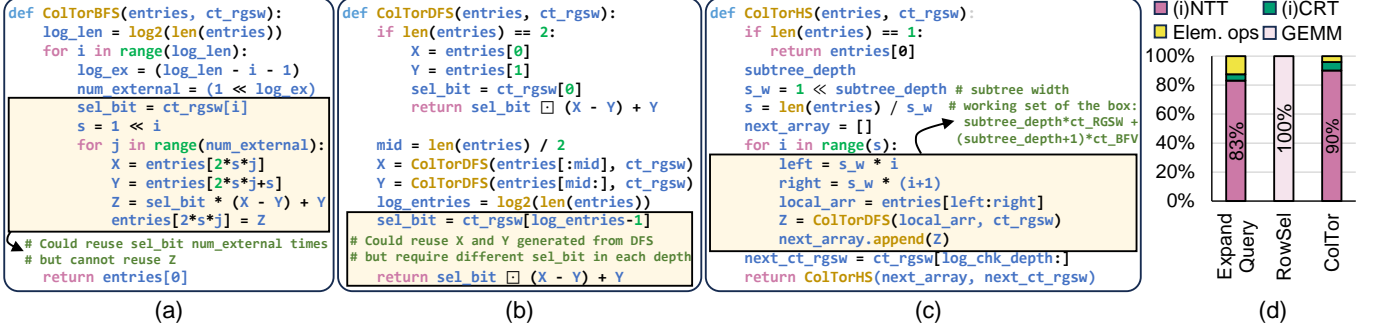 def ColTorBFS(entries, ct_rgsw):
log_len = log2(len(entries))
for i in range(log_len):
log_ex = (log_len - i - 1)
num_external = (1 ≪ log_ex)
sel_bit = ct_rgsw[i]
s = 1 ≪ i
for j in range(num_external):
X = entries[2*s*j]
Y = entries[2*s*j+s]
Z = sel_bit * (X - Y) + Y
entries[2*s*j] = Z
# Could reuse sel_bit num_external times
# but cannot reuse Z
return entries[0]
(a)
def ColTorDFS(entries, ct_rgsw):
if len(entries) == 2:
X = entries[0]
Y = entries[1]
sel_bit = ct_rgsw[0]
return sel_bit ⊡ (X - Y) + Y
mid = len(entries) / 2
X = ColTorDFS(entries[:mid], ct_rgsw)
Y = ColTorDFS(entries[mid:], ct_rgsw)
log_entries = log2(len(entries))
sel_bit = ct_rgsw[log_entries-1]
# Could reuse X and Y generated from DFS
# but require different sel_bit in each depth
return sel_bit ⊡ (X - Y) + Y
(b)
def ColTorHS(entries, ct_rgsw):
if len(entries) == 1:
return entries[0]
subtree_depth
s_w = 1 ≪ subtree_depth # subtree width
s = len(entries) / s_w # working set of the box:
next_array = [] subtree_depth*ct_RGSW +
for i in range(s): (subtree_depth+1)*ct_BFV
left = s_w * i
right = s_w * (i+1)
local_arr = entries[left:right]
Z = ColTorDFS(local_arr, ct_rgsw)
next_array.append(Z)
next_ct_rgsw = ct_rgsw[log_chk_depth:]
return ColTorHS(next_array, next_ct_rgsw)
(c)
(i)NTT (i)CRT
Elem. ops GEMM
100%
80%
60%
40%
20%
0%
83%
100%
90%
Expand
Query
RowSel
ColTor
(d)